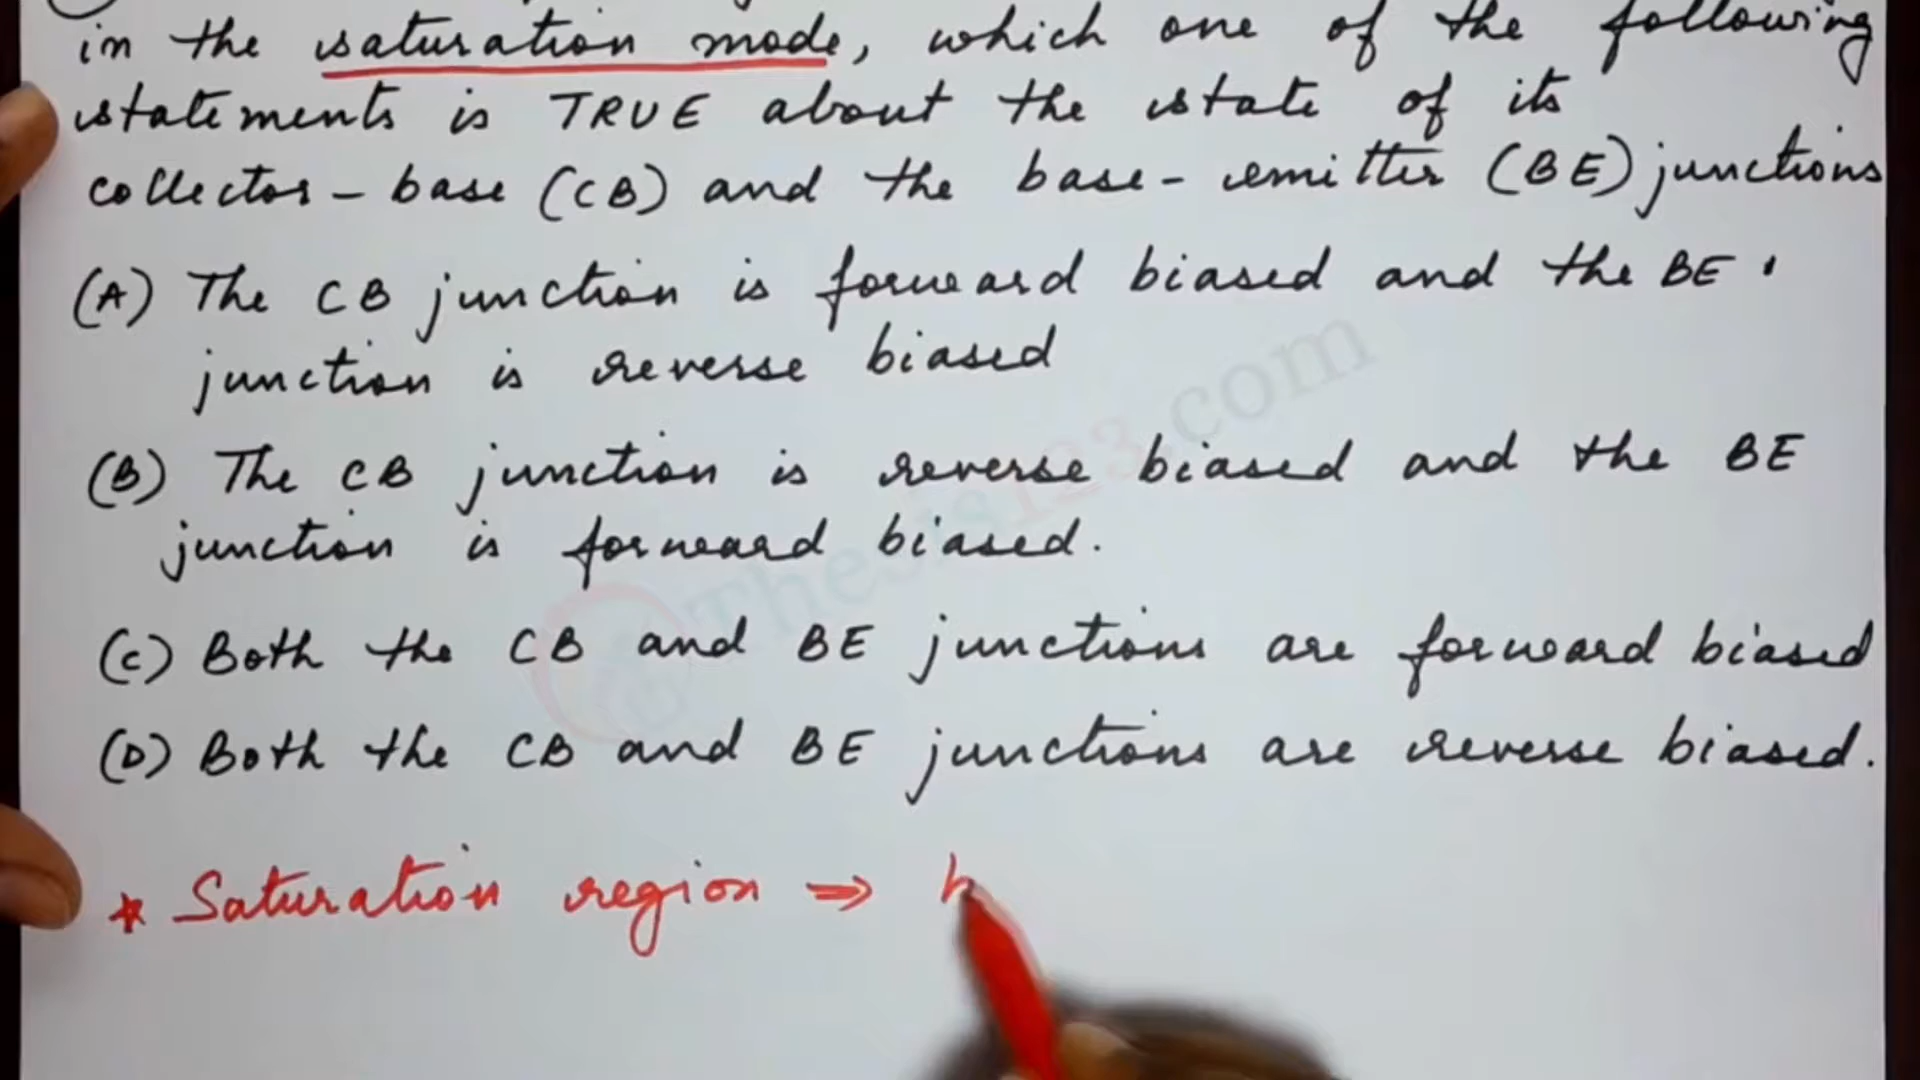 in the saturation mode, which one of the following
statements is TRUE about the state of its
collector - base (CB) and the base - emitter (BE) junctions
(A) The CB junction is forward biased and the BE
junction is reverse biased
(B) The CB junction is reverse biased and the BE
junction is forward biased.
(C) Both the CB and BE junctions are forward biased
(D) Both the CB and BE junctions are reverse biased.
* Saturation region ⇒
Thesis123.com